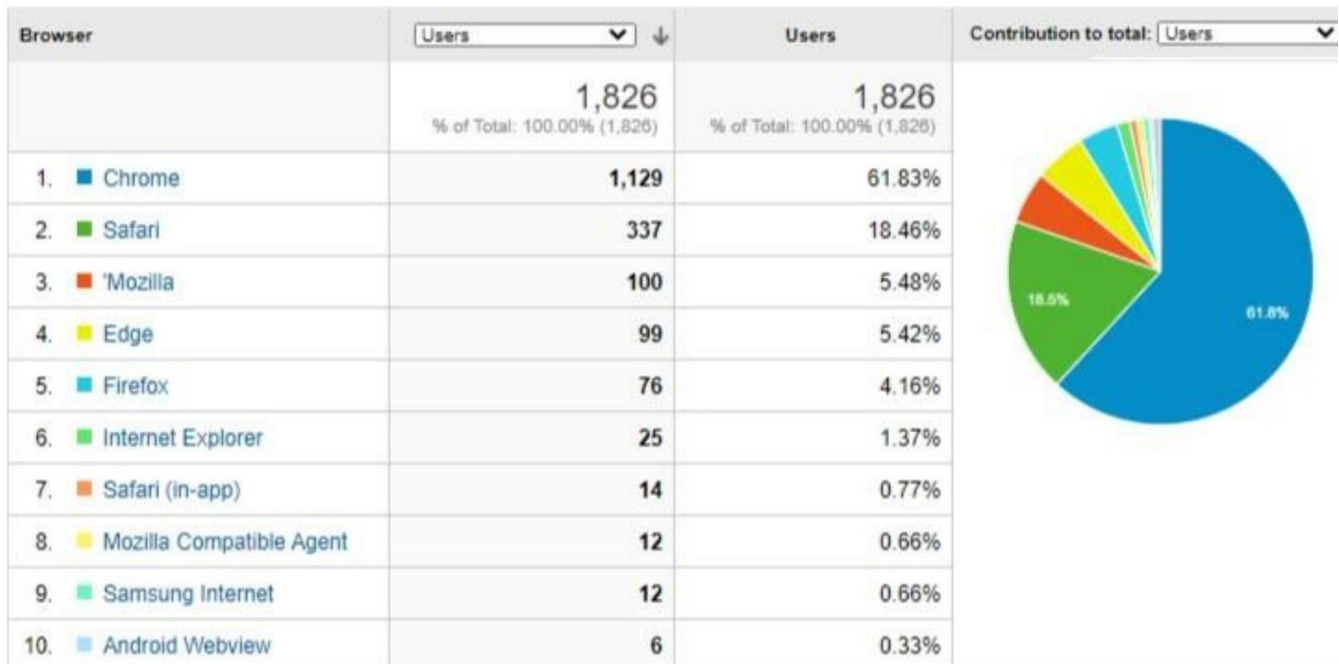 Browser Users Users Contribution to total: Users
1,826 1,826
% of Total: 100.00% (1,826) % of Total: 100.00% (1,826)
1. Chrome 1,129 61.83%
2. Safari 337 18.46%
3. 'Mozilla 100 5.48%
4. Edge 99 5.42%
5. Firefox 76 4.16%
6. Internet Explorer 25 1.37%
7. Safari (in-app) 14 0.77%
8. Mozilla Compatible Agent 12 0.66%
9. Samsung Internet 12 0.66%
10. Android Webview 6 0.33%
18.5%
61.8%